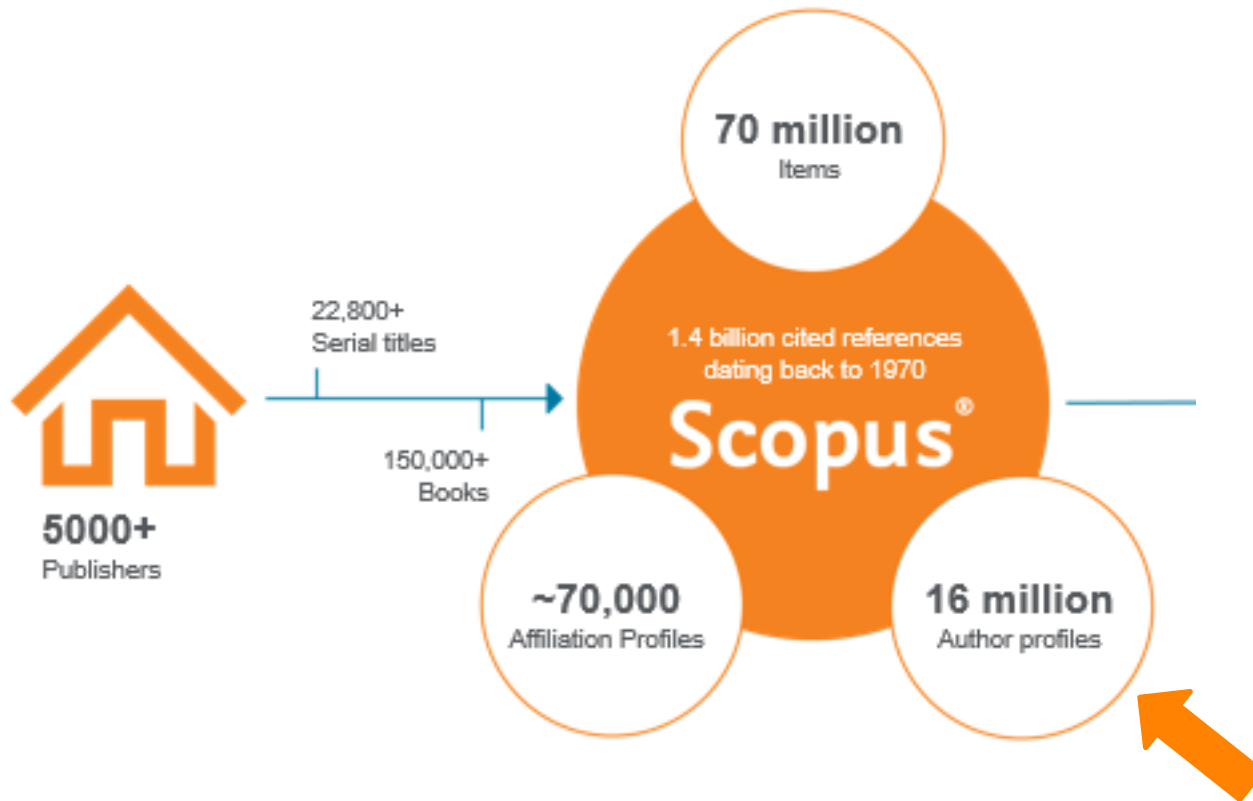 70 million
Items
22,800+
Serial titles
1.4 billion cited references
dating back to 1970
Scopus®
150,000+
Books
5000+
Publishers
~70,000
Affiliation Profiles
16 million
Author profiles